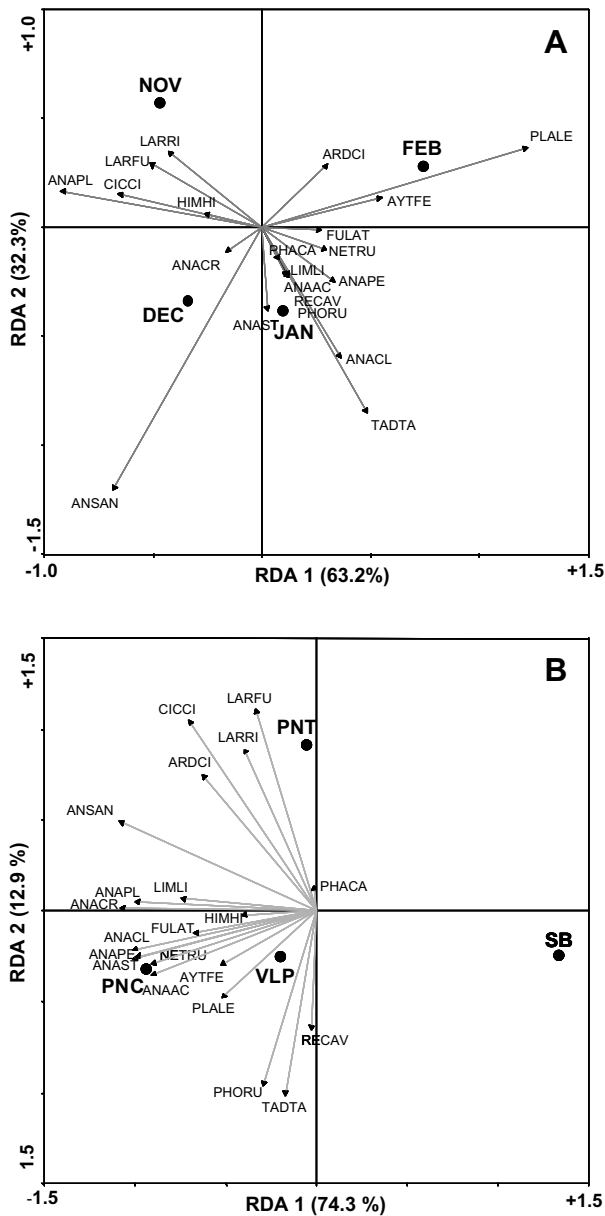 +1.0
A
NOV
PLALE
LARRI
ARDCI
FEB
LARFU
ANAPL
CICCI
AYTFE
HIMHI
FULAT
PHACA
NETRU
ANACR
LIMLI
ANAPE
ANAAC
RECAV
DEC
PHORU
ANAST
JAN
ANACL
TADTA
ANSAN
RDA 2 (32.3%)
-1.5
-1.0
RDA 1 (63.2%)
+1.5
+1.5
B
LARFU
CICCI
PNT
LARRI
ARDCI
ANSAN
PHACA
ANAPL
LIMLI
ANACR
HIMHI
FULAT
ANACL
SB
ANAPE
NETRU
ANAST
AYTFE
VLP
PNC
ANAAC
PLALE
RECAV
PHORU
TADTA
RDA 2 (12.9 %)
1.5
-1.5
RDA 1 (74.3 %)
+1.5